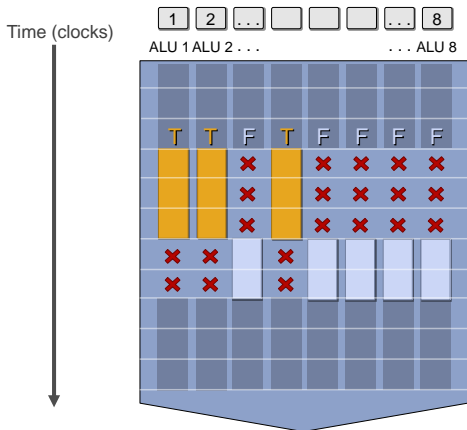 1 2 ... ... 8
Time (clocks)
ALU 1 ALU 2 . . . . . . ALU 8
T T F T F F F F